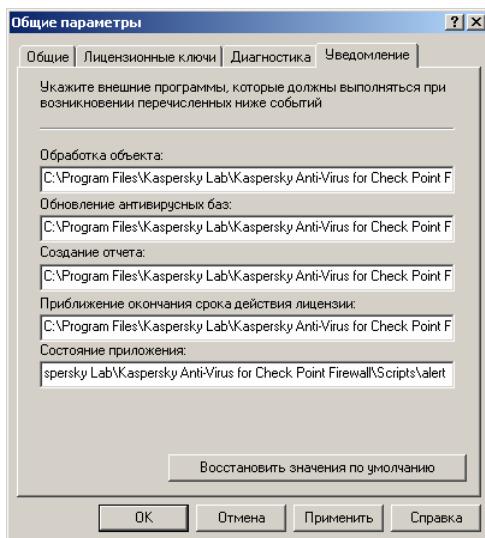 Общие параметры
Общие Лицензионные ключи Диагностика Уведомление
Укажите внешние программы, которые должны выполняться при
возникновении перечисленных ниже событий
Обработка объекта:
C:\Program Files\Kaspersky Lab\Kaspersky Anti-Virus for Check Point F
Обновление антивирусных баз:
C:\Program Files\Kaspersky Lab\Kaspersky Anti-Virus for Check Point F
Создание отчета:
C:\Program Files\Kaspersky Lab\Kaspersky Anti-Virus for Check Point F
Приближение окончания срока действия лицензии:
C:\Program Files\Kaspersky Lab\Kaspersky Anti-Virus for Check Point F
Состояние приложения:
spersky Lab\Kaspersky Anti-Virus for Check Point Firewall\Scripts\alert
Восстановить значения по умолчанию
OK Отмена Применить Справка